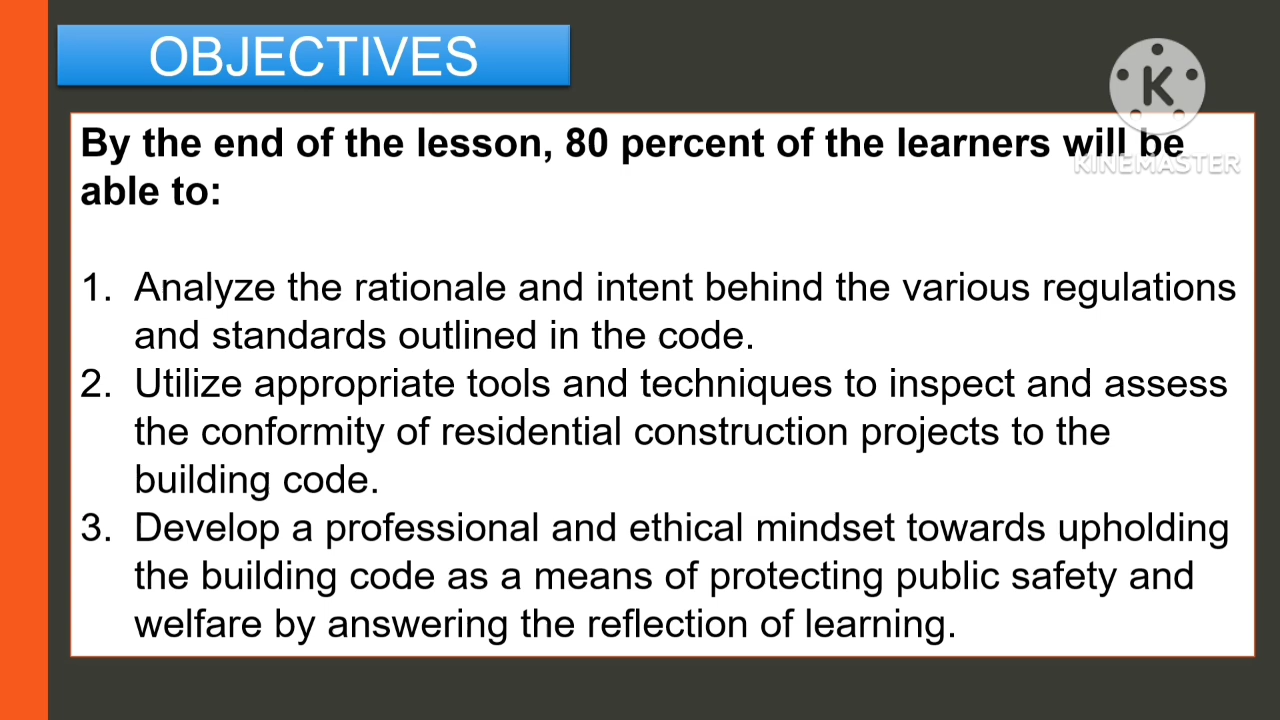 OBJECTIVES
K
KINEMASTER
By the end of the lesson, 80 percent of the learners will be
able to:
1. Analyze the rationale and intent behind the various regulations
and standards outlined in the code.
2. Utilize appropriate tools and techniques to inspect and assess
the conformity of residential construction projects to the
building code.
3. Develop a professional and ethical mindset towards upholding
the building code as a means of protecting public safety and
welfare by answering the reflection of learning.